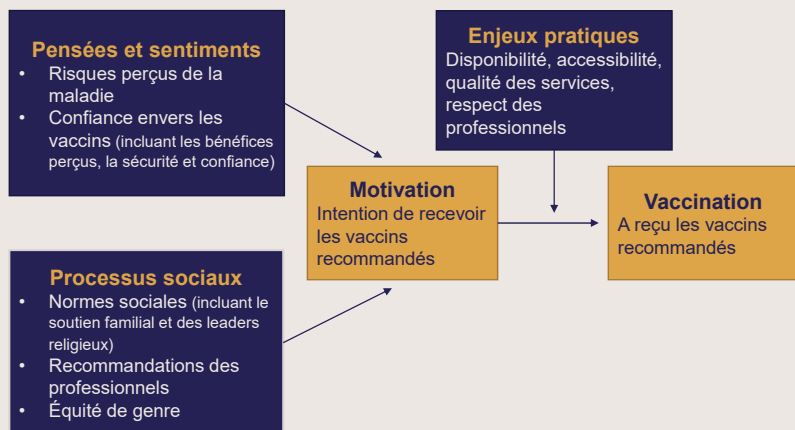 Pensées et sentiments
• Risques perçus de la
maladie
• Confiance envers les
vaccins (incluant les bénéfices
perçus, la sécurité et confiance)
Processus sociaux
• Normes sociales (incluant le
soutien familial et des leaders
religieux)
• Recommandations des
professionnels
• Équité de genre
Motivation
Intention de recevoir
les vaccins
recommandés
Enjeux pratiques
Disponibilité, accessibilité,
qualité des services,
respect des
professionnels
Vaccination
A reçu les vaccins
recommandés